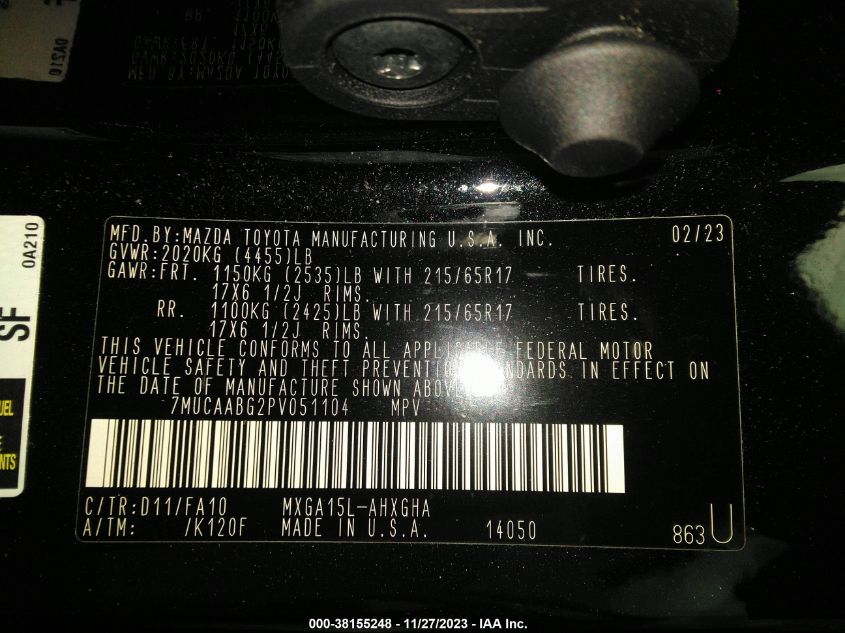 MFD.BY:MAZDA TOYOTA MANUFACTURING U.S.A. INC. 02/23
GVWR:2020KG (4455)LB
GAWR:FRT. 1150KG (2535)LB WITH 215/65R17 TIRES.
17X6 1/2J RIMS.
RR. 1100KG (2425)LB WITH 215/65R17 TIRES.
17X6 1/2J RIMS.
THIS VEHICLE CONFORMS TO ALL FEDERAL MOTOR
VEHICLE SAFETY AND THEFT IN EFFECT ON
THE DATE OF MANUFACTURE SHOWN
7MUCAABG2PV051104 MPV
C/TR:D11/FA10 MXGA15L-AHXGHA
A/TM: /K120F MADE IN U.S.A. 14050 863U
0A210
SF
000-38155248 - 11/27/2023 - IAA Inc.